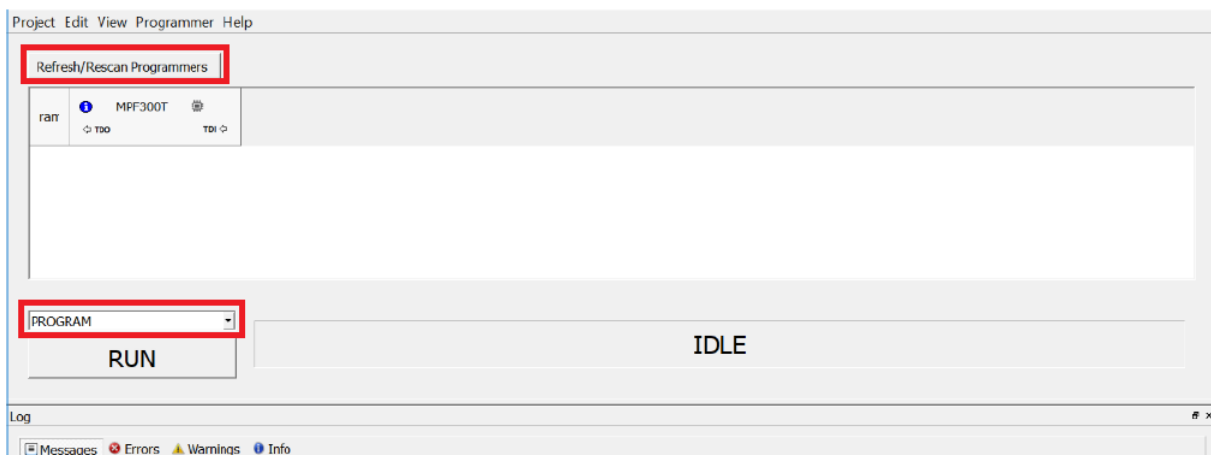 Project Edit View Programmer Help
Refresh/Rescan Programmers
ram MPF300T
TDO TDI
PROGRAM
RUN
IDLE
Log
Messages Errors Warnings Info